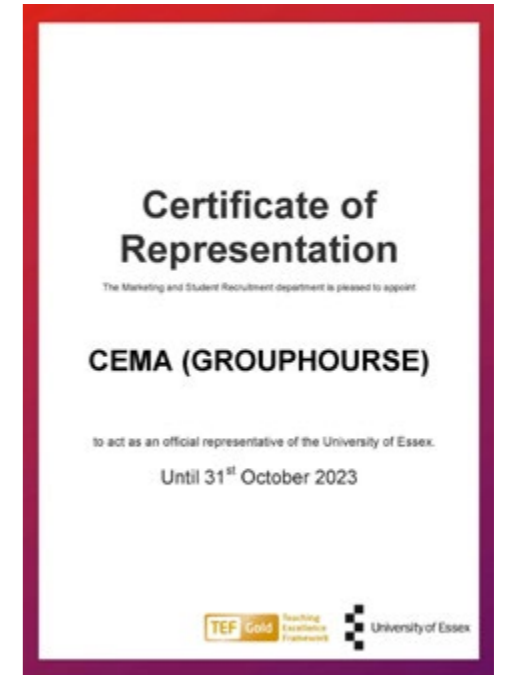 Certificate of
Representation
The Marketing and Student Recruitment department is pleased to appoint
CEMA (GROUPHOURSE)
to act as an official representative of the University of Essex.
Until 31st October 2023
TEF Gold
Teaching
Excellence
Framework
University of Essex